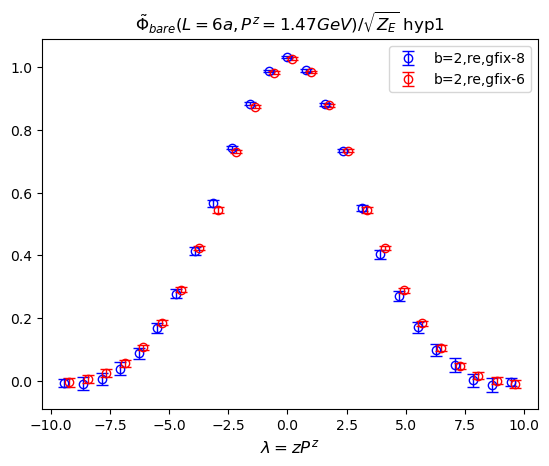 Φ̃_bare(L = 6a, P^z = 1.47GeV)/√Z_E hyp1
b=2,re,gfix-8
b=2,re,gfix-6
1.0
0.8
0.6
0.4
0.2
0.0
−10.0 −7.5 −5.0 −2.5 0.0 2.5 5.0 7.5 10.0
λ = zP^z